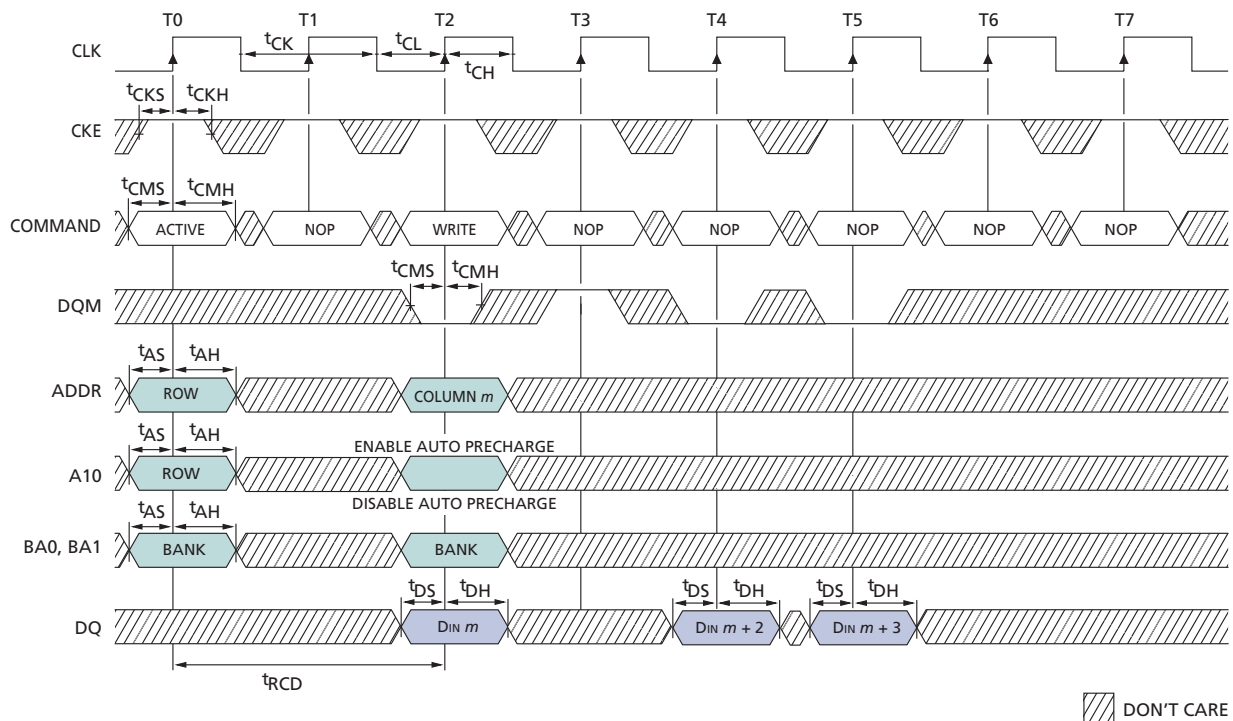 T0 T1 T2 T3 T4 T5 T6 T7
CLK
tCK tCL
tCH
tCKS tCKH
CKE
tCMS tCMH
COMMAND ACTIVE NOP WRITE NOP NOP NOP NOP NOP
tCMS tCMH
DQM
tAS tAH
ADDR ROW COLUMN m
tAS tAH ENABLE AUTO PRECHARGE
A10 ROW
DISABLE AUTO PRECHARGE
tAS tAH
BA0, BA1 BANK BANK
tDS tDH tDS tDH tDS tDH
DQ DIN m DIN m + 2 DIN m + 3
tRCD
DON'T CARE